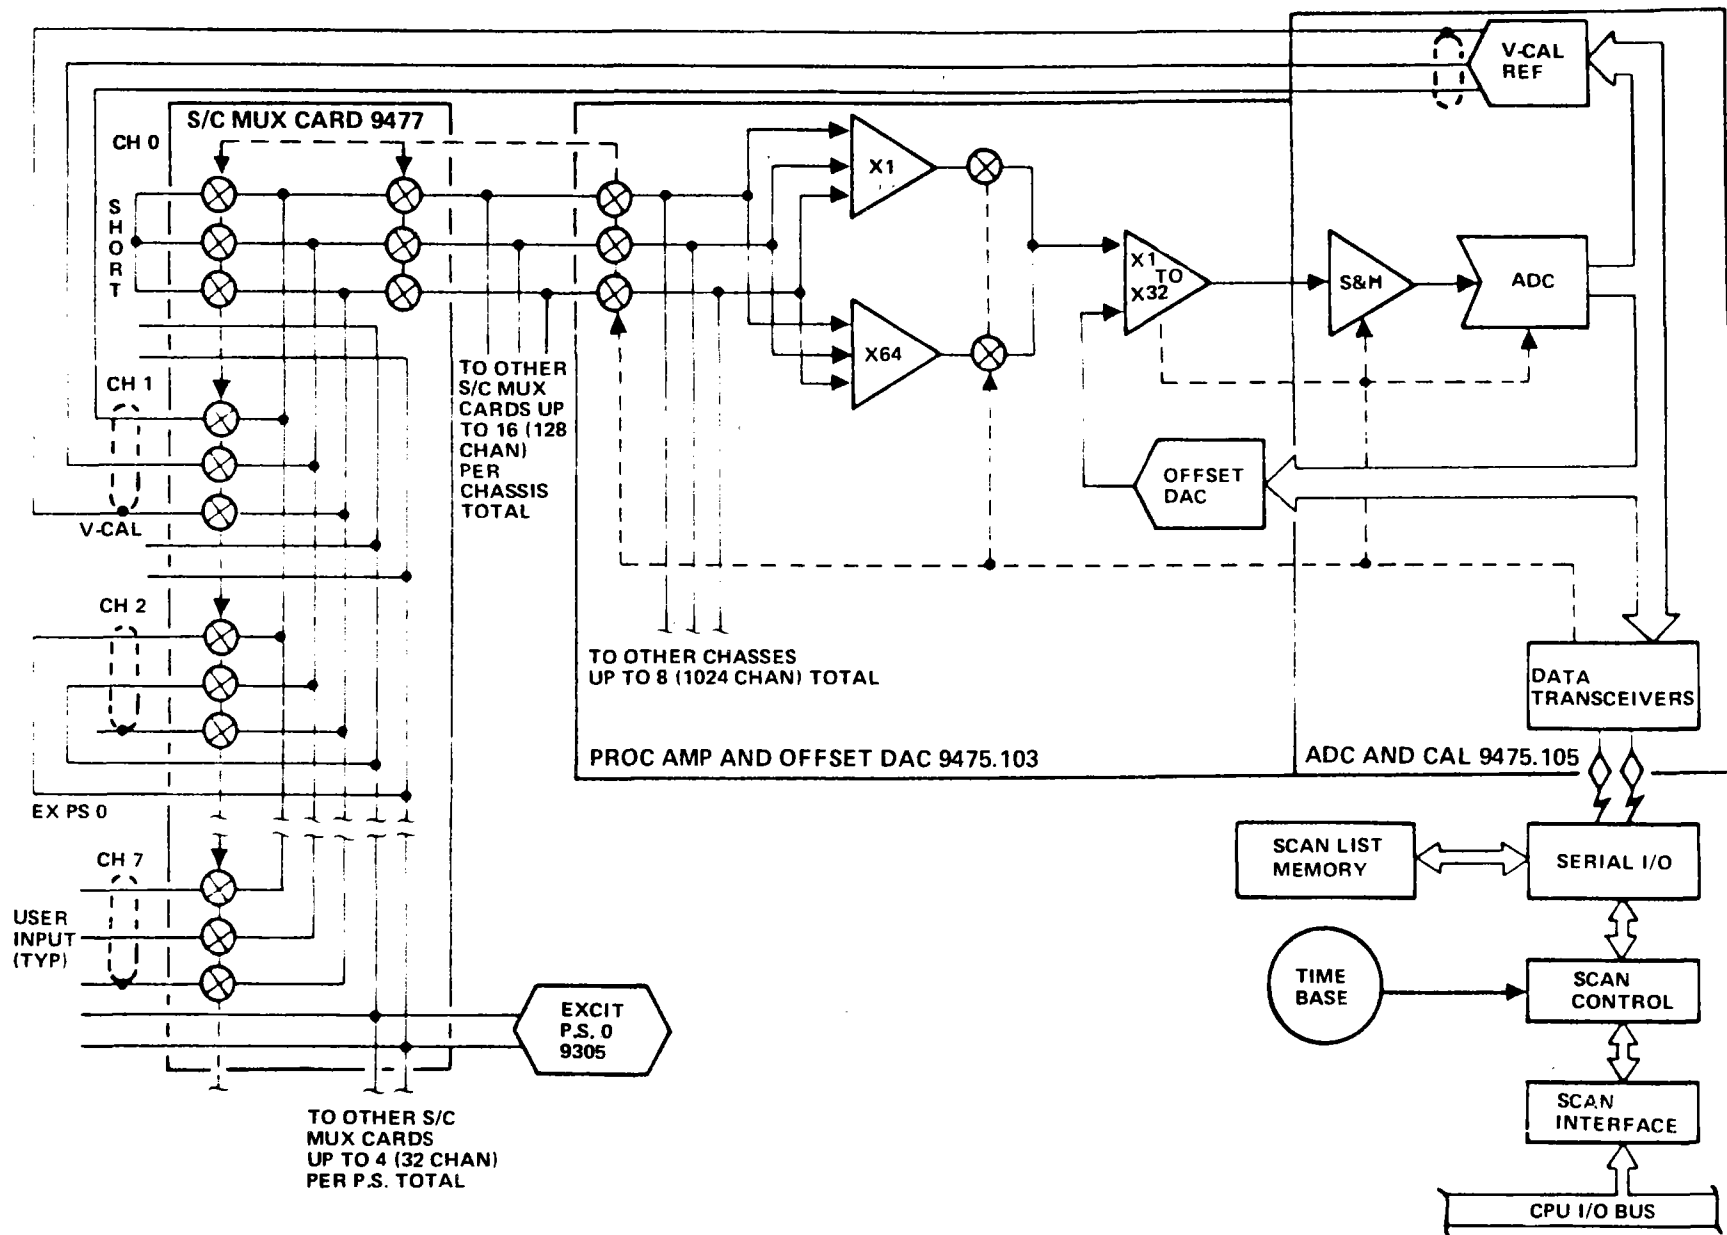 V-CAL
REF
S/C MUX CARD 9477
CH 0
SHORT
X1
X1
TO
X32
S&H
ADC
X64
CH 1
TO OTHER
S/C MUX
CARDS UP
TO 16 (128
CHAN)
PER
CHASSIS
TOTAL
V-CAL
OFFSET
DAC
CH 2
TO OTHER CHASSES
UP TO 8 (1024 CHAN) TOTAL
DATA
TRANSCEIVERS
PROC AMP AND OFFSET DAC 9475.103
ADC AND CAL 9475.105
EX PS 0
SCAN LIST
MEMORY
SERIAL I/O
CH 7
USER
INPUT
(TYP)
TIME
BASE
SCAN
CONTROL
EXCIT
P.S. 0
9305
SCAN
INTERFACE
TO OTHER S/C
MUX CARDS
UP TO 4 (32 CHAN)
PER P.S. TOTAL
CPU I/O BUS